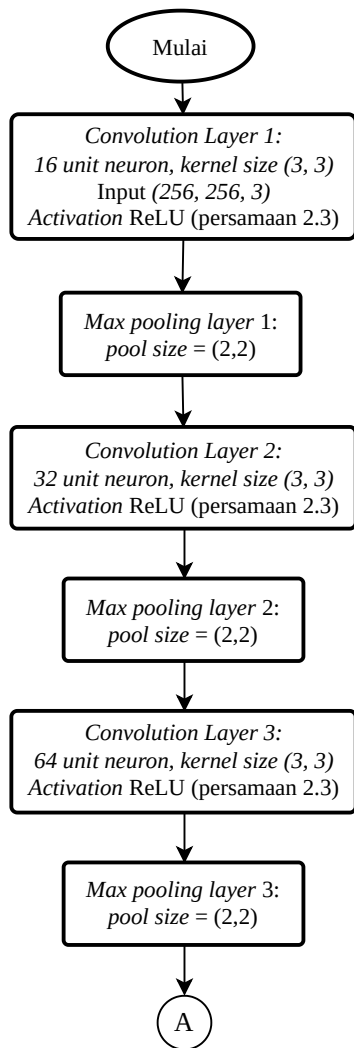 Mulai
Convolution Layer 1:
16 unit neuron, kernel size (3, 3)
Input (256, 256, 3)
Activation ReLU (persamaan 2.3)
Max pooling layer 1:
pool size = (2,2)
Convolution Layer 2:
32 unit neuron, kernel size (3, 3)
Activation ReLU (persamaan 2.3)
Max pooling layer 2:
pool size = (2,2)
Convolution Layer 3:
64 unit neuron, kernel size (3, 3)
Activation ReLU (persamaan 2.3)
Max pooling layer 3:
pool size = (2,2)
A